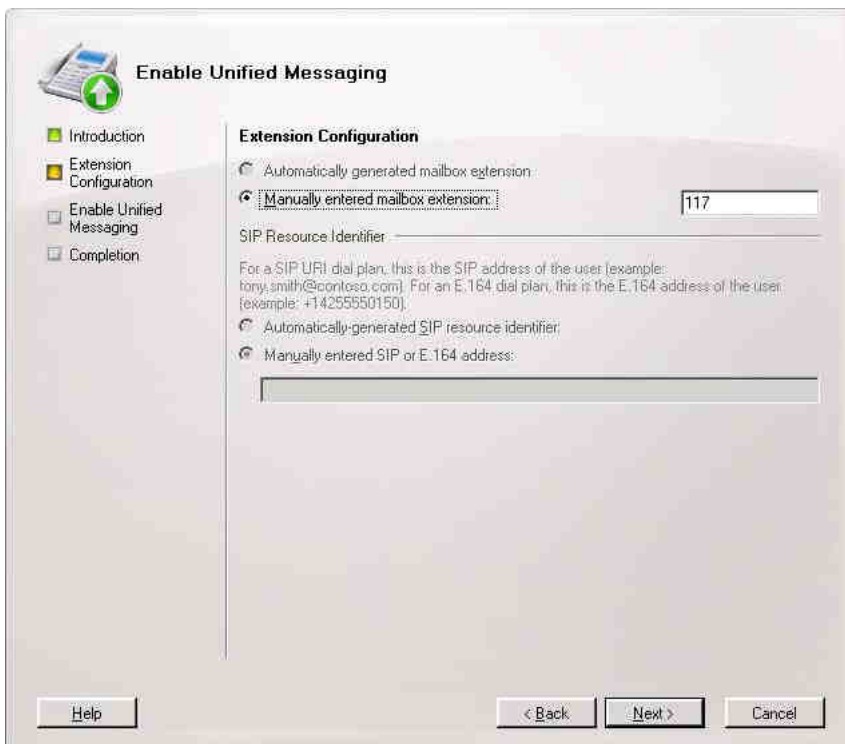 Enable Unified Messaging
Introduction
Extension
Configuration
Enable Unified
Messaging
Completion
Extension Configuration
Automatically generated mailbox extension
Manually entered mailbox extension:
117
SIP Resource Identifier
For a SIP URI dial plan, this is the SIP address of the user (example:
tony.smith@contoso.com). For an E.164 dial plan, this is the E.164 address of the user
(example: +14255550150).
Automatically-generated SIP resource identifier:
Manually entered SIP or E.164 address:
Help
< Back
Next >
Cancel